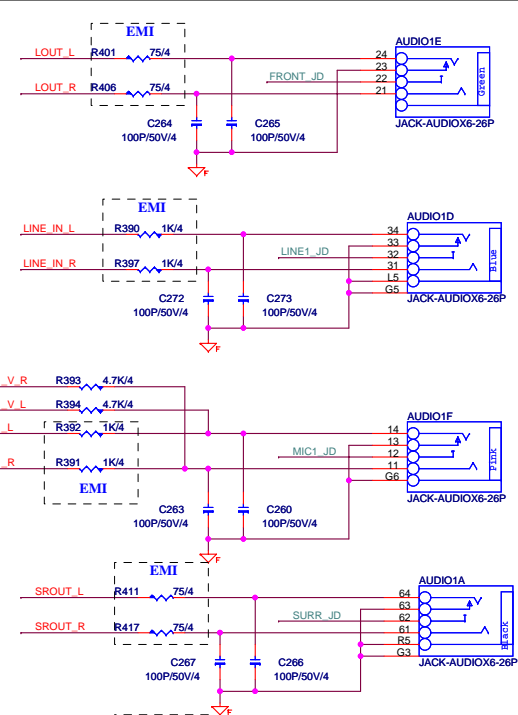 EMI
AUDIO1E
LOUT_L R401 75/4 24
23
FRONT_JD 22
LOUT_R R406 75/4 21
Green
C264 C265
100P/50V/4 100P/50V/4
JACK-AUDIOX6-26P
F
EMI
AUDIO1D
LINE_IN_L R390 1K/4 34
33
LINE1_JD 32
LINE_IN_R R397 1K/4 31
L5
G5
Blue
C272 C273
100P/50V/4 100P/50V/4
JACK-AUDIOX6-26P
F
_V_R R393 4.7K/4
_V_L R394 4.7K/4
AUDIO1F
_L R392 1K/4 14
13
MIC1_JD 12
_R R391 1K/4 11
G6
Pink
EMI
C263 C260
100P/50V/4 100P/50V/4
JACK-AUDIOX6-26P
F
EMI
AUDIO1A
SROUT_L R411 75/4 64
63
SURR_JD 62
SROUT_R R417 75/4 61
R5
G3
Black
C267 C266
100P/50V/4 100P/50V/4
JACK-AUDIOX6-26P
F